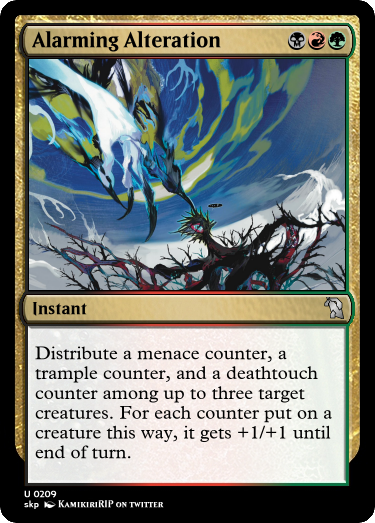 Alarming Alteration
Instant
Distribute a menace counter, a
trample counter, and a deathtouch
counter among up to three target
creatures. For each counter put on a
creature this way, it gets +1/+1 until
end of turn.
U 0209
skp KamikiriRIP on twitter